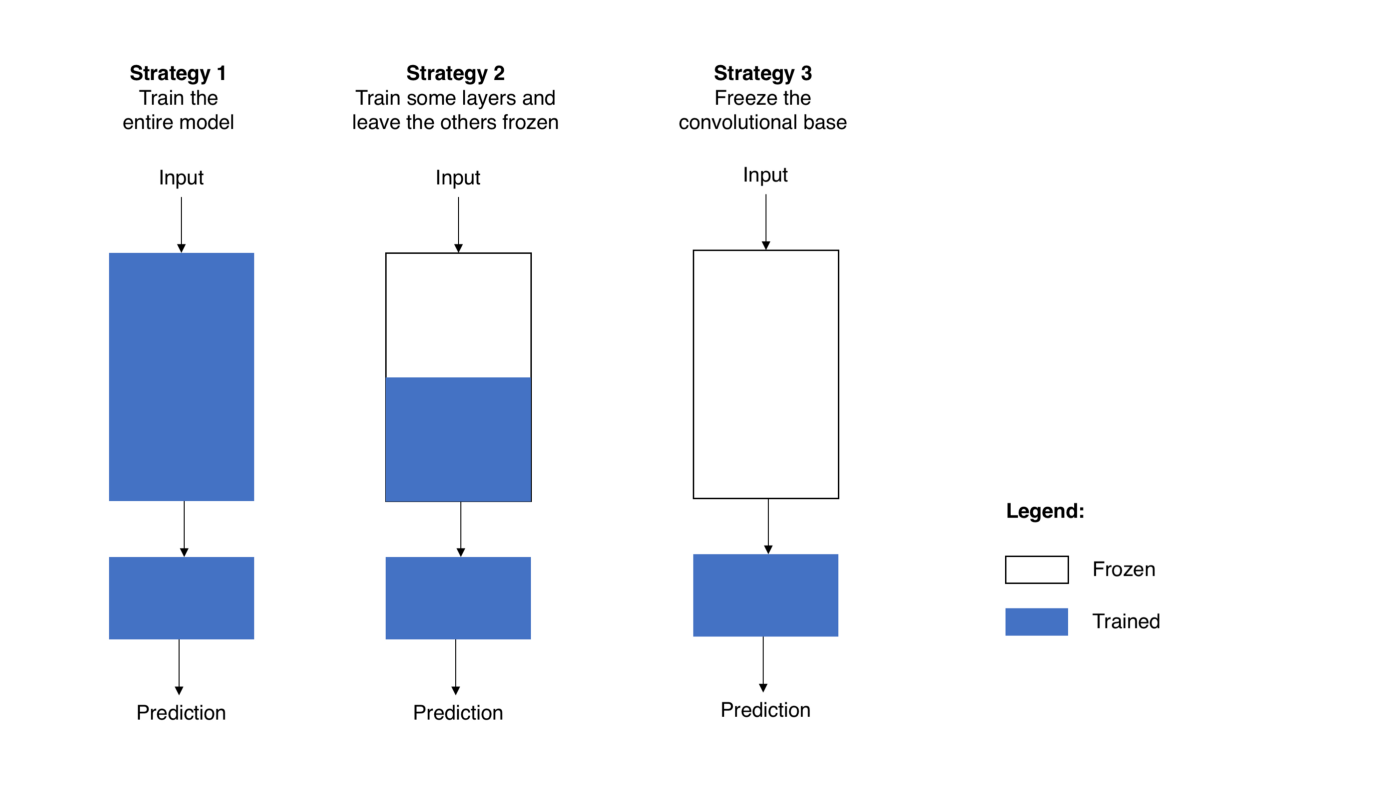 Strategy 1
Train the
entire model
Input
Prediction
Strategy 2
Train some layers and
leave the others frozen
Input
Prediction
Strategy 3
Freeze the
convolutional base
Input
Prediction
Legend:
Frozen
Trained